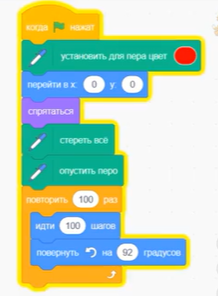 когда нажат
установить для пера цвет
перейти в x: 0 y: 0
спрятаться
стереть всё
опустить перо
повторить 100 раз
идти 100 шагов
повернуть на 92 градусов